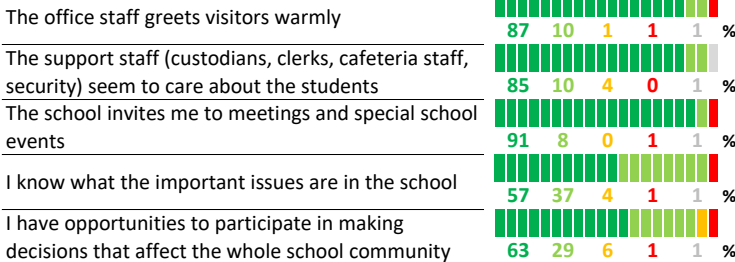 The office staff greets visitors warmly
87 10 1 1 1 %
The support staff (custodians, clerks, cafeteria staff,
security) seem to care about the students
85 10 4 0 1 %
The school invites me to meetings and special school
events
91 8 0 1 1 %
I know what the important issues are in the school
57 37 4 1 1 %
I have opportunities to participate in making
decisions that affect the whole school community
63 29 6 1 1 %